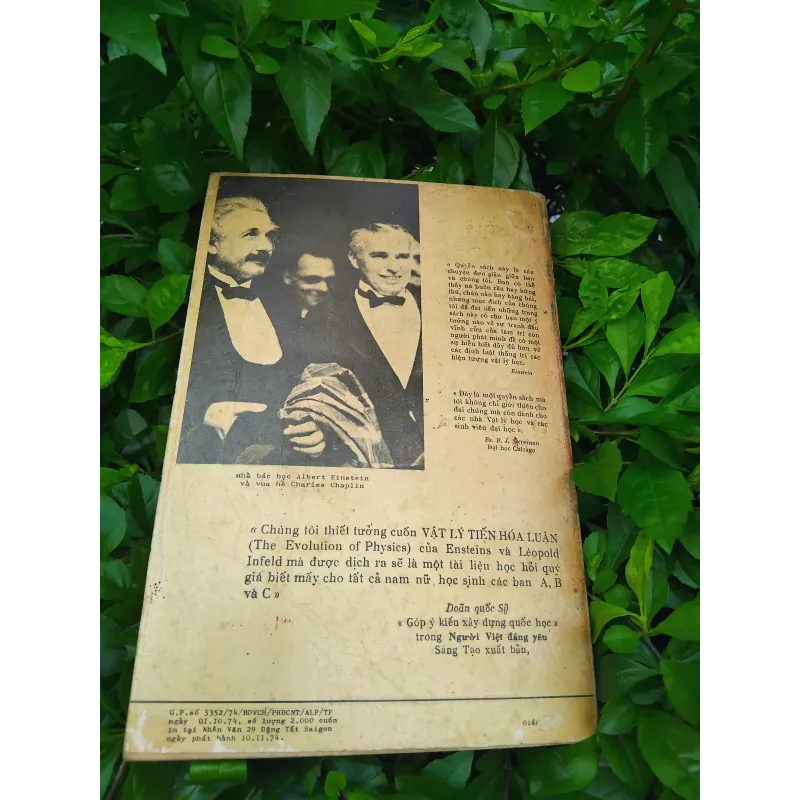 « Quyển sách này là câu
chuyện đơn giản giữa bạn
và chúng tôi. Bạn có thể
thấy nó buồn rầu hay hứng
thú, chán nản hay hăng hái,
nhưng mục đích của chúng
tôi đã đạt nếu những trang
sách này có cho bạn một ý
tưởng nào về sự tranh đấu
vĩnh cửu của tâm trí con
người phát minh để có một
sự hiểu biết đầy đủ hơn về
các định luật thống trị các
hiện tượng vật lý học.
Einstein
« Đây là một quyển sách mà
tôi không chỉ giới thiệu cho
đại chúng mà còn dành cho
các nhà Vật lý học và các
sinh viên đại học ».
Bs. R. J.
Đại học Chicago
nhà bác học Albert Einstein
và vua hề Charles Chaplin
« Chúng tôi thiết tưởng cuốn VẬT LÝ TIẾN HÓA LUẬN
(The Evolution of Physics) của Ensteins và Léopold
Infeld mà được dịch ra sẽ là một tài liệu học hỏi quý
giá biết mấy cho tất cả nam nữ học sinh các ban A, B
và C »
Doãn quốc Sỹ
« Góp ý kiến xây dựng quốc học »
trong Người Việt đáng yêu
Sáng Tạo xuất bản,
G.P.số 5352/74/BDVCH/PHBCNT/ALP/TP
ngày 01.10.74, số lượng 2.000 cuốn
in tại Nhân Văn 29 Đặng Tất Saigon
ngày phát hành 10.11.74.
Giá: